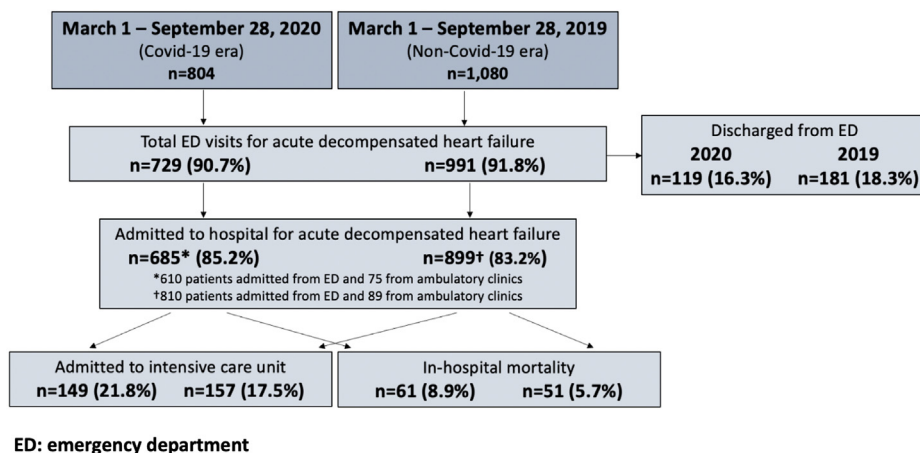 March 1 – September 28, 2020
(Covid-19 era)
n=804
March 1 – September 28, 2019
(Non-Covid-19 era)
n=1,080
Total ED visits for acute decompensated heart failure
n=729 (90.7%) n=991 (91.8%)
Discharged from ED
2020 2019
n=119 (16.3%) n=181 (18.3%)
Admitted to hospital for acute decompensated heart failure
n=685* (85.2%) n=899† (83.2%)
*610 patients admitted from ED and 75 from ambulatory clinics
†810 patients admitted from ED and 89 from ambulatory clinics
Admitted to intensive care unit
n=149 (21.8%) n=157 (17.5%)
In-hospital mortality
n=61 (8.9%) n=51 (5.7%)
ED: emergency department